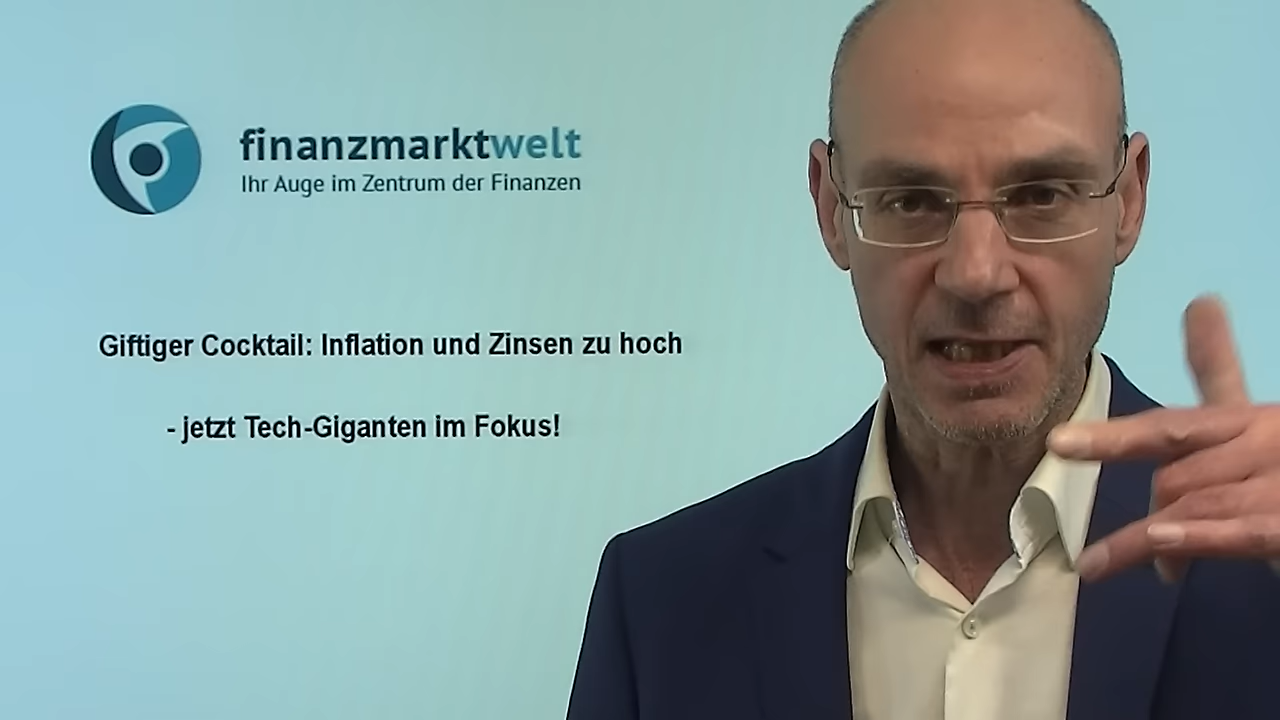 finanzmarktwelt
Ihr Auge im Zentrum der Finanzen
Giftiger Cocktail: Inflation und Zinsen zu hoch
- jetzt Tech-Giganten im Fokus!